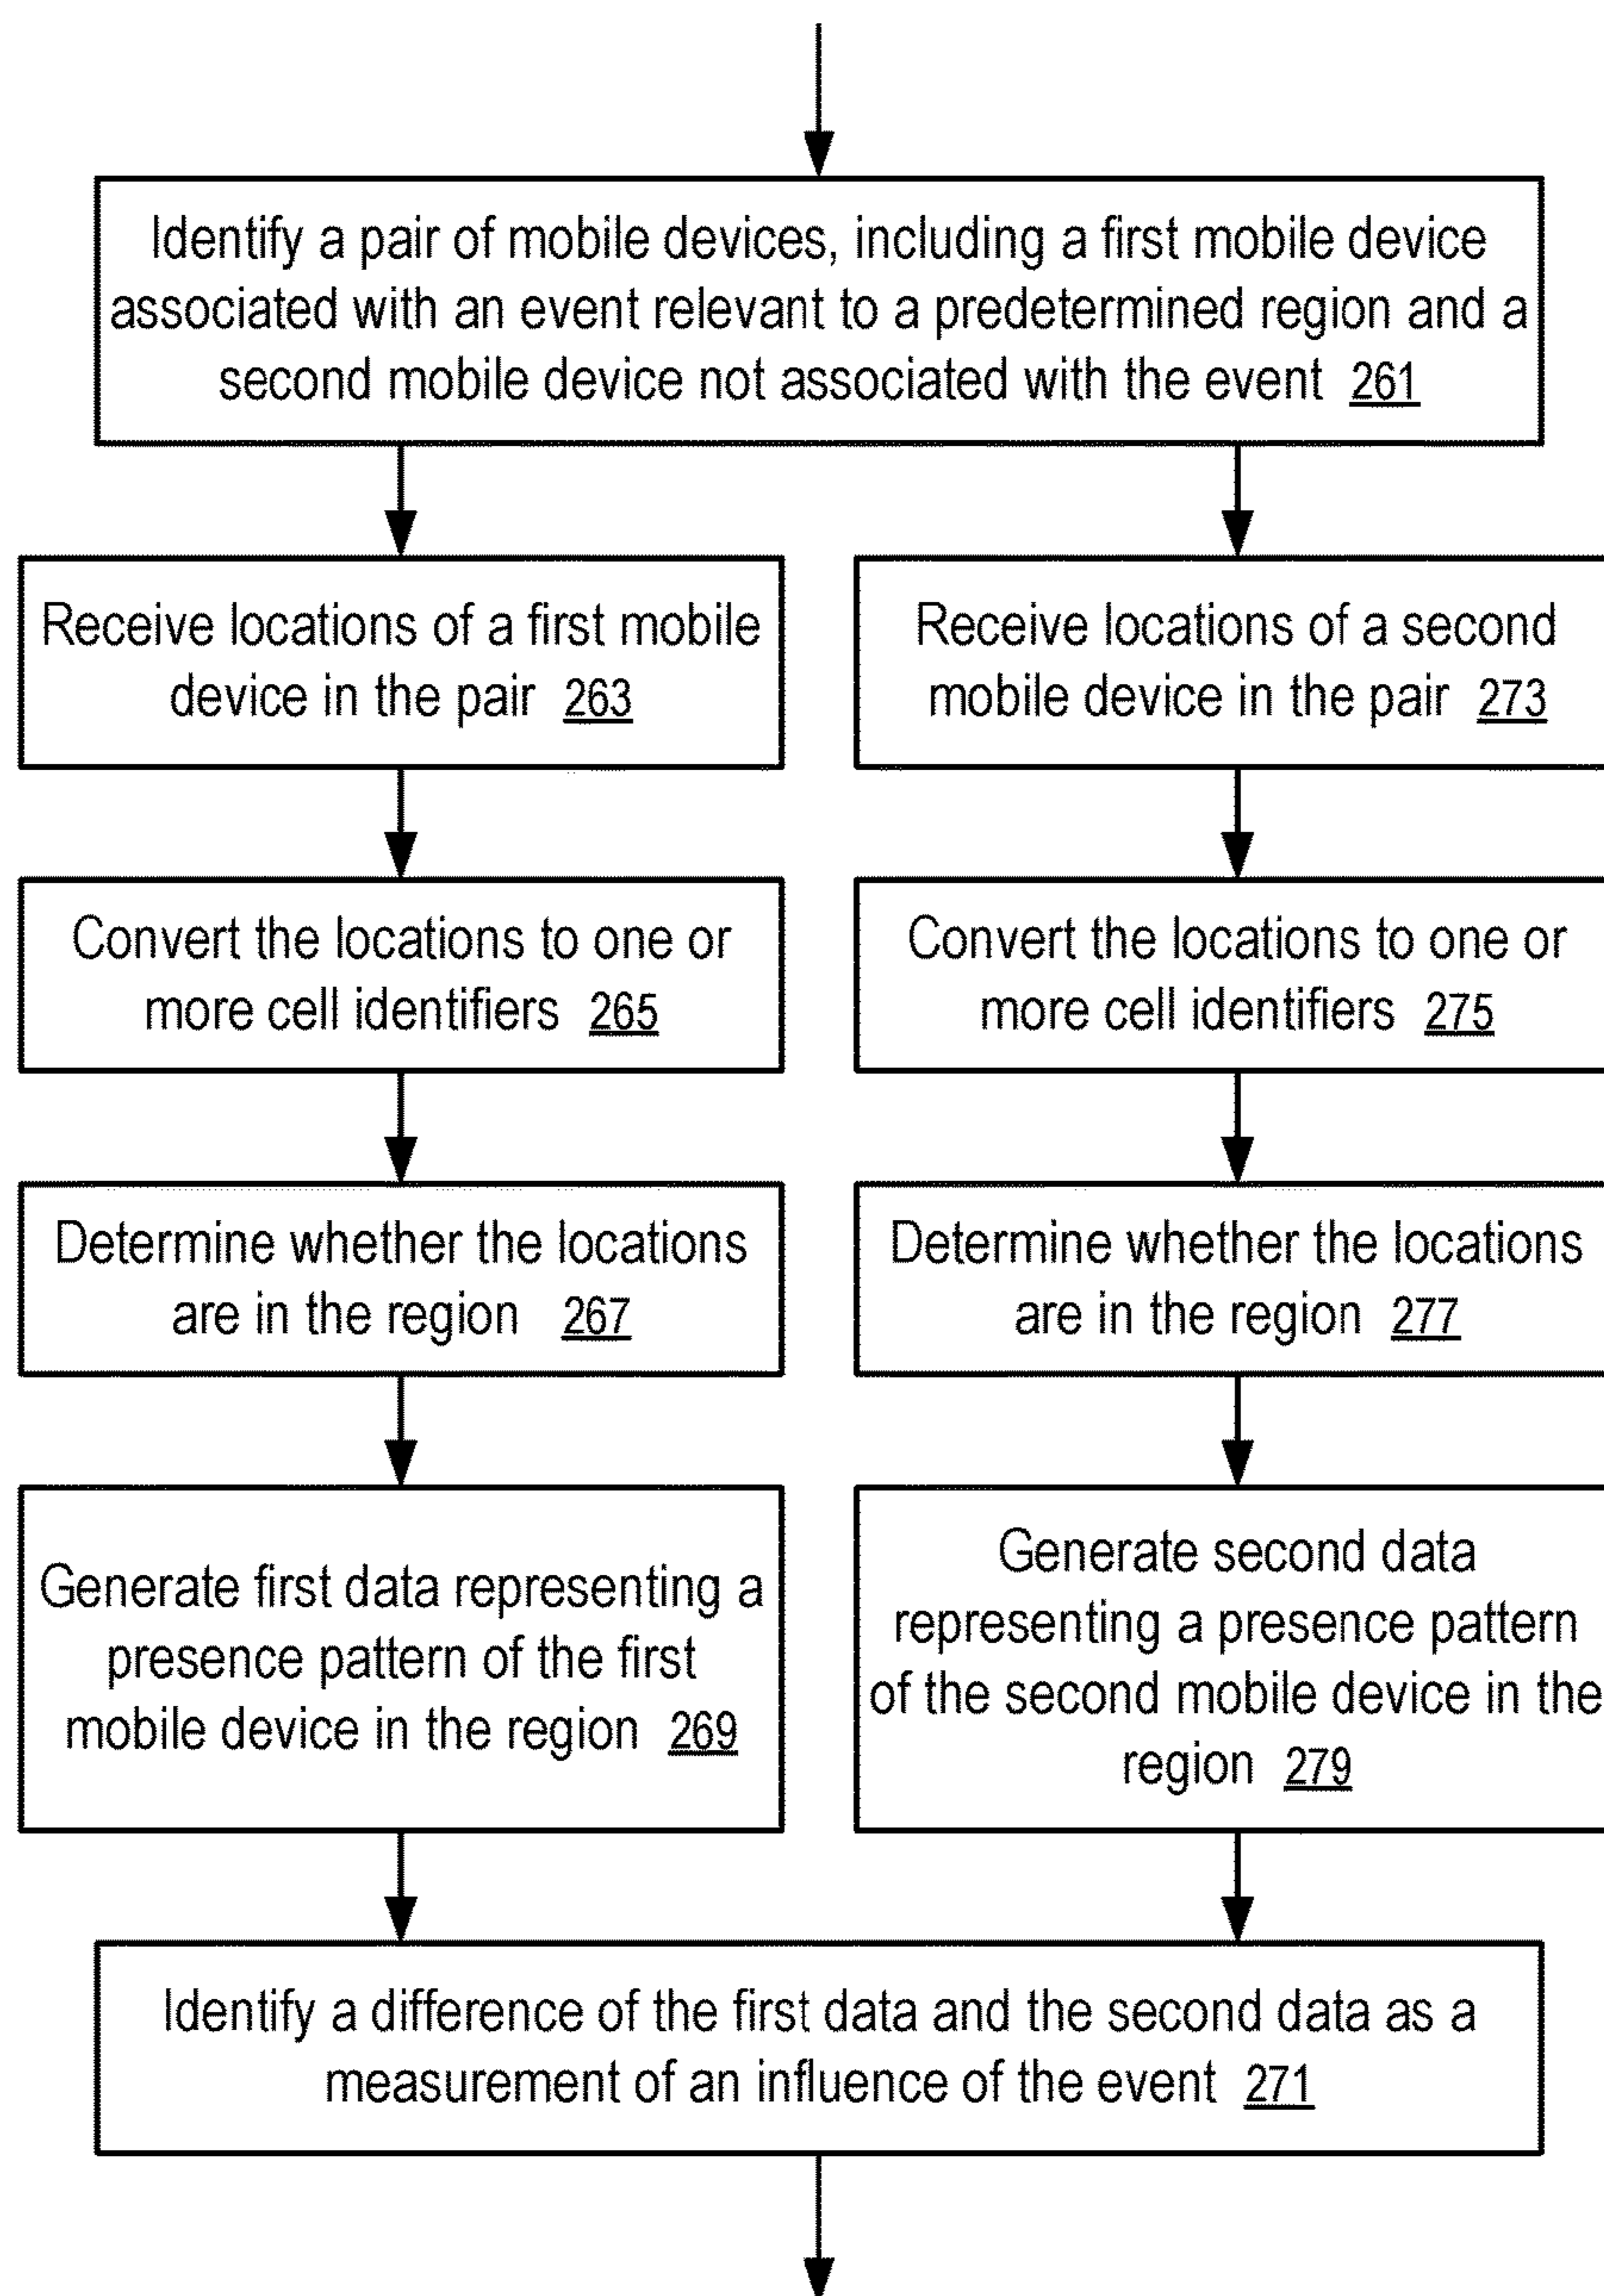 Identify a pair of mobile devices, including a first mobile device
associated with an event relevant to a predetermined region and a
second mobile device not associated with the event 261
Receive locations of a first mobile
device in the pair 263
Convert the locations to one or
more cell identifiers 265
Determine whether the locations
are in the region 267
Generate first data representing a
presence pattern of the first
mobile device in the region 269
Receive locations of a second
mobile device in the pair 273
Convert the locations to one or
more cell identifiers 275
Determine whether the locations
are in the region 277
Generate second data
representing a presence pattern
of the second mobile device in the
region 279
Identify a difference of the first data and the second data as a
measurement of an influence of the event 271